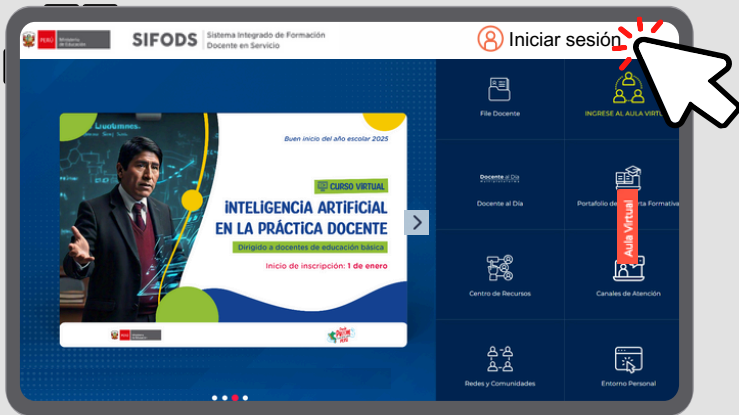 PERÚ
Ministerio
de Educación
SIFODS
Sistema Integrado de Formación
Docente en Servicio
Iniciar sesión
Buen inicio del año escolar 2025
CURSO VIRTUAL
iNTELiGENCIA ARTiFiCiAL
EN LA PRÁCTiCA DOCENTE
Dirigido a docentes de educación básica
Inicio de inscripción: 1 de enero
File Docente
INGRESE AL AULA VIRTU
Docente al Día
Docente al Día
Portafolio de
rta Formativa
Aula Virtual
Centro de Recursos
Canales de Atención
Redes y Comunidades
Entorno Personal